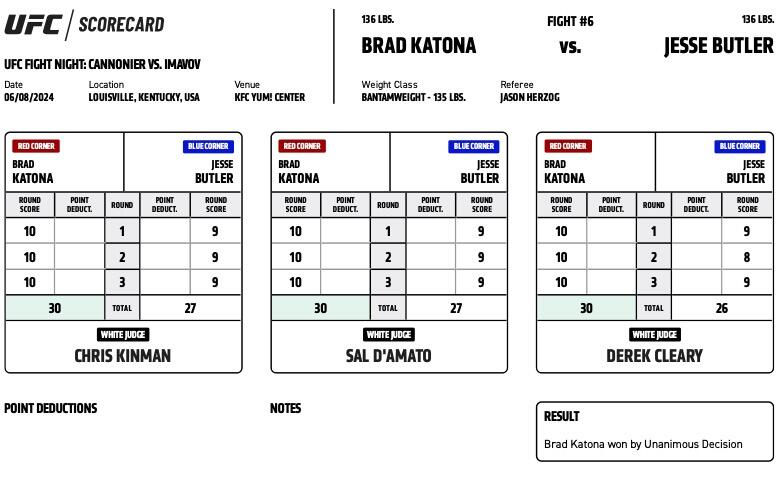 UFC / SCORECARD
UFC FIGHT NIGHT: CANNONIER VS. IMAVOV
Date Location Venue
06/08/2024 LOUISVILLE, KENTUCKY, USA KFC YUM! CENTER
136 LBS. FIGHT #6 136 LBS.
BRAD KATONA VS. JESSE BUTLER
Weight Class Referee
BANTAMWEIGHT - 135 LBS. JASON HERZOG
RED CORNER BLUE CORNER
BRAD JESSE
KATONA BUTLER
ROUND POINT ROUND POINT ROUND
SCORE DEDUCT. DEDUCT. SCORE
10 1 9
10 2 9
10 3 9
30 TOTAL 27
WHITE JUDGE
CHRIS KINMAN
RED CORNER BLUE CORNER
BRAD JESSE
KATONA BUTLER
ROUND POINT ROUND POINT ROUND
SCORE DEDUCT. DEDUCT. SCORE
10 1 9
10 2 9
10 3 9
30 TOTAL 27
WHITE JUDGE
SAL D'AMATO
RED CORNER BLUE CORNER
BRAD JESSE
KATONA BUTLER
ROUND POINT ROUND POINT ROUND
SCORE DEDUCT. DEDUCT. SCORE
10 1 9
10 2 8
10 3 9
30 TOTAL 26
WHITE JUDGE
DEREK CLEARY
POINT DEDUCTIONS
NOTES
RESULT
Brad Katona won by Unanimous Decision